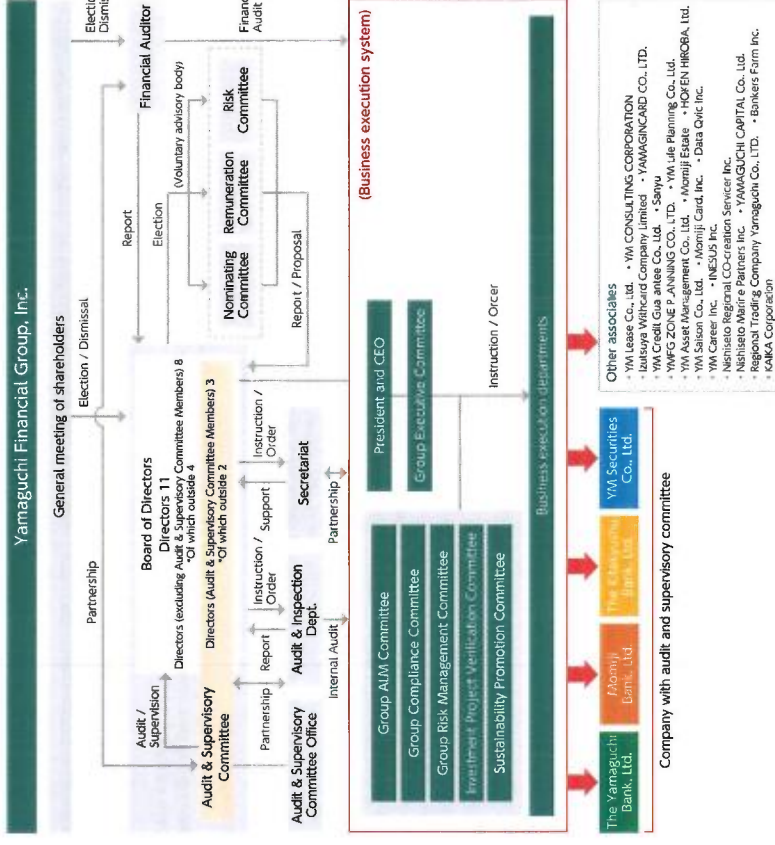 Yamaguchi Financial Group, Inc.
General meeting of shareholders
Election / Dismissal
Partnership
Financial Auditor
Report
Election
(Voluntary advisory body)
Audit /
Supervision
Board of Directors
Directors 11
Directors (excluding Audit & Supervisory Committee Members) 8
*Of which outside 4
Directors (Audit & Supervisory Committee Members) 3
*Of which outside 2
Audit & Supervisory
Committee
Nominating
Committee
Remuneration
Committee
Risk
Committee
Report / Proposal
Partnership
Report
Instruction /
Order
Support
Instruction /
Order
Audit & Supervisory
Committee Office
Audit & Inspection
Dept.
Secretariat
Internal Audit
Partnership
Audit
(Business execution system)
President and CEO
Group Executive Committee
Group ALM Committee
Group Compliance Committee
Group Risk Management Committee
Investment Project Verification Committee
Sustainability Promotion Committee
Instruction / Orcer
Business execution departments
The Yamaguchi
Bank, Ltd.
Momiji
Bank, Ltd.
The Kitakyushu
Bank, Ltd.
YM Securities
Co., Ltd.
Company with audit and supervisory committee
Other associates
• YM Lease Co., Ltd. • YM CONSULTING CORPORATION
• Izutsuya Withcard Company Limited • YAMAGINCARD CO., LTD.
• YM Credit Gua antee Co., Ltd. • Sanyu
• YMFG ZONE P_ANNING CO., LTD. • YM Life Planning Co., Ltd.
• YM Asset Management Co., Ltd. • Momiji Estate • HOKEN HIROBA, Ltd.
• YM Saison Co., Ltd. • Momiji Card, Inc. • Data Qvic Inc.
• YM Career Inc. • INESUS Inc.
• Nishiseto Regional CO-creation Servicer Inc.
• Nishiseto Marine Partners Inc. • YAMAGUCHI CAPITAL Co., Ltd.
• Regional Trading Company Yamaguchi Co., LTD. • Bankers Farm Inc.
• KAIKA Corporation